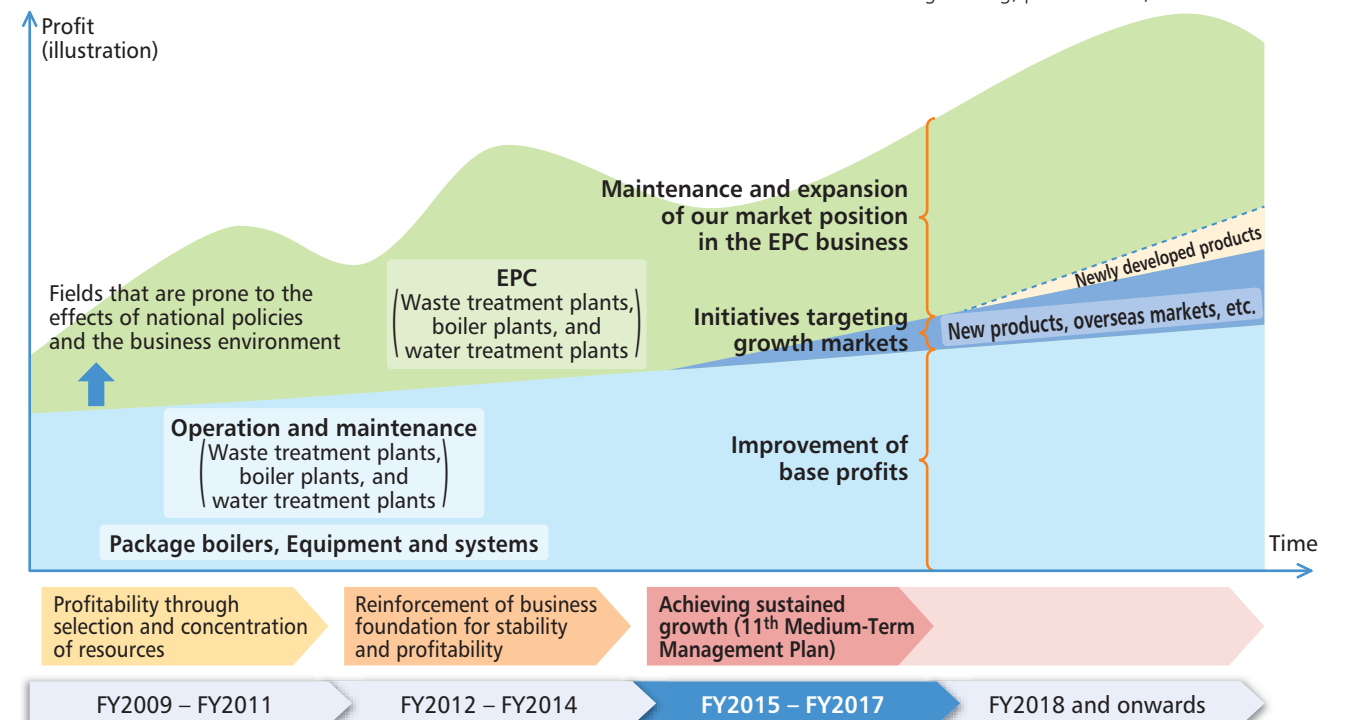 Profit
(illustration)
Maintenance and expansion
of our market position
in the EPC business
Newly developed products
EPC
(Waste treatment plants,
boiler plants, and
water treatment plants)
Fields that are prone to the
effects of national policies
and the business environment
Initiatives targeting
growth markets
New products, overseas markets, etc.
Operation and maintenance
(Waste treatment plants,
boiler plants, and
water treatment plants)
Improvement of
base profits
Package boilers, Equipment and systems
Time
Profitability through
selection and concentration
of resources
Reinforcement of business
foundation for stability
and profitability
Achieving sustained
growth (11th Medium-Term
Management Plan)
FY2009 – FY2011
FY2012 – FY2014
FY2015 – FY2017
FY2018 and onwards